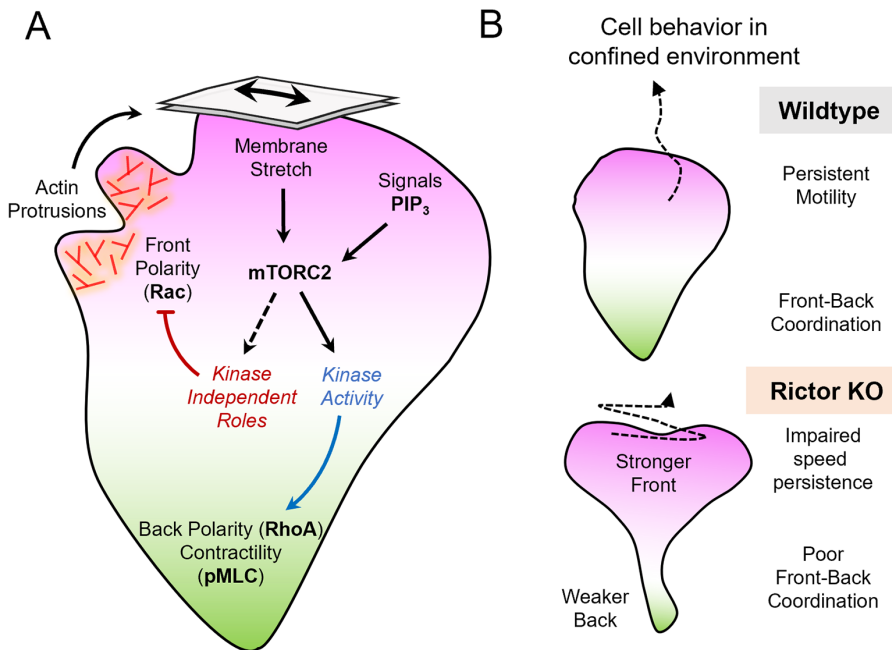 A
Membrane
Stretch
Signals
PIP3
Actin
Protrusions
Front
Polarity
(Rac)
mTORC2
Kinase
Independent
Roles
Kinase
Activity
Back Polarity (RhoA)
Contractility
(pMLC)
B
Cell behavior in
confined environment
Wildtype
Persistent
Motility
Front-Back
Coordination
Rictor KO
Stronger
Front
Impaired
speed
persistence
Weaker
Back
Poor
Front-Back
Coordination